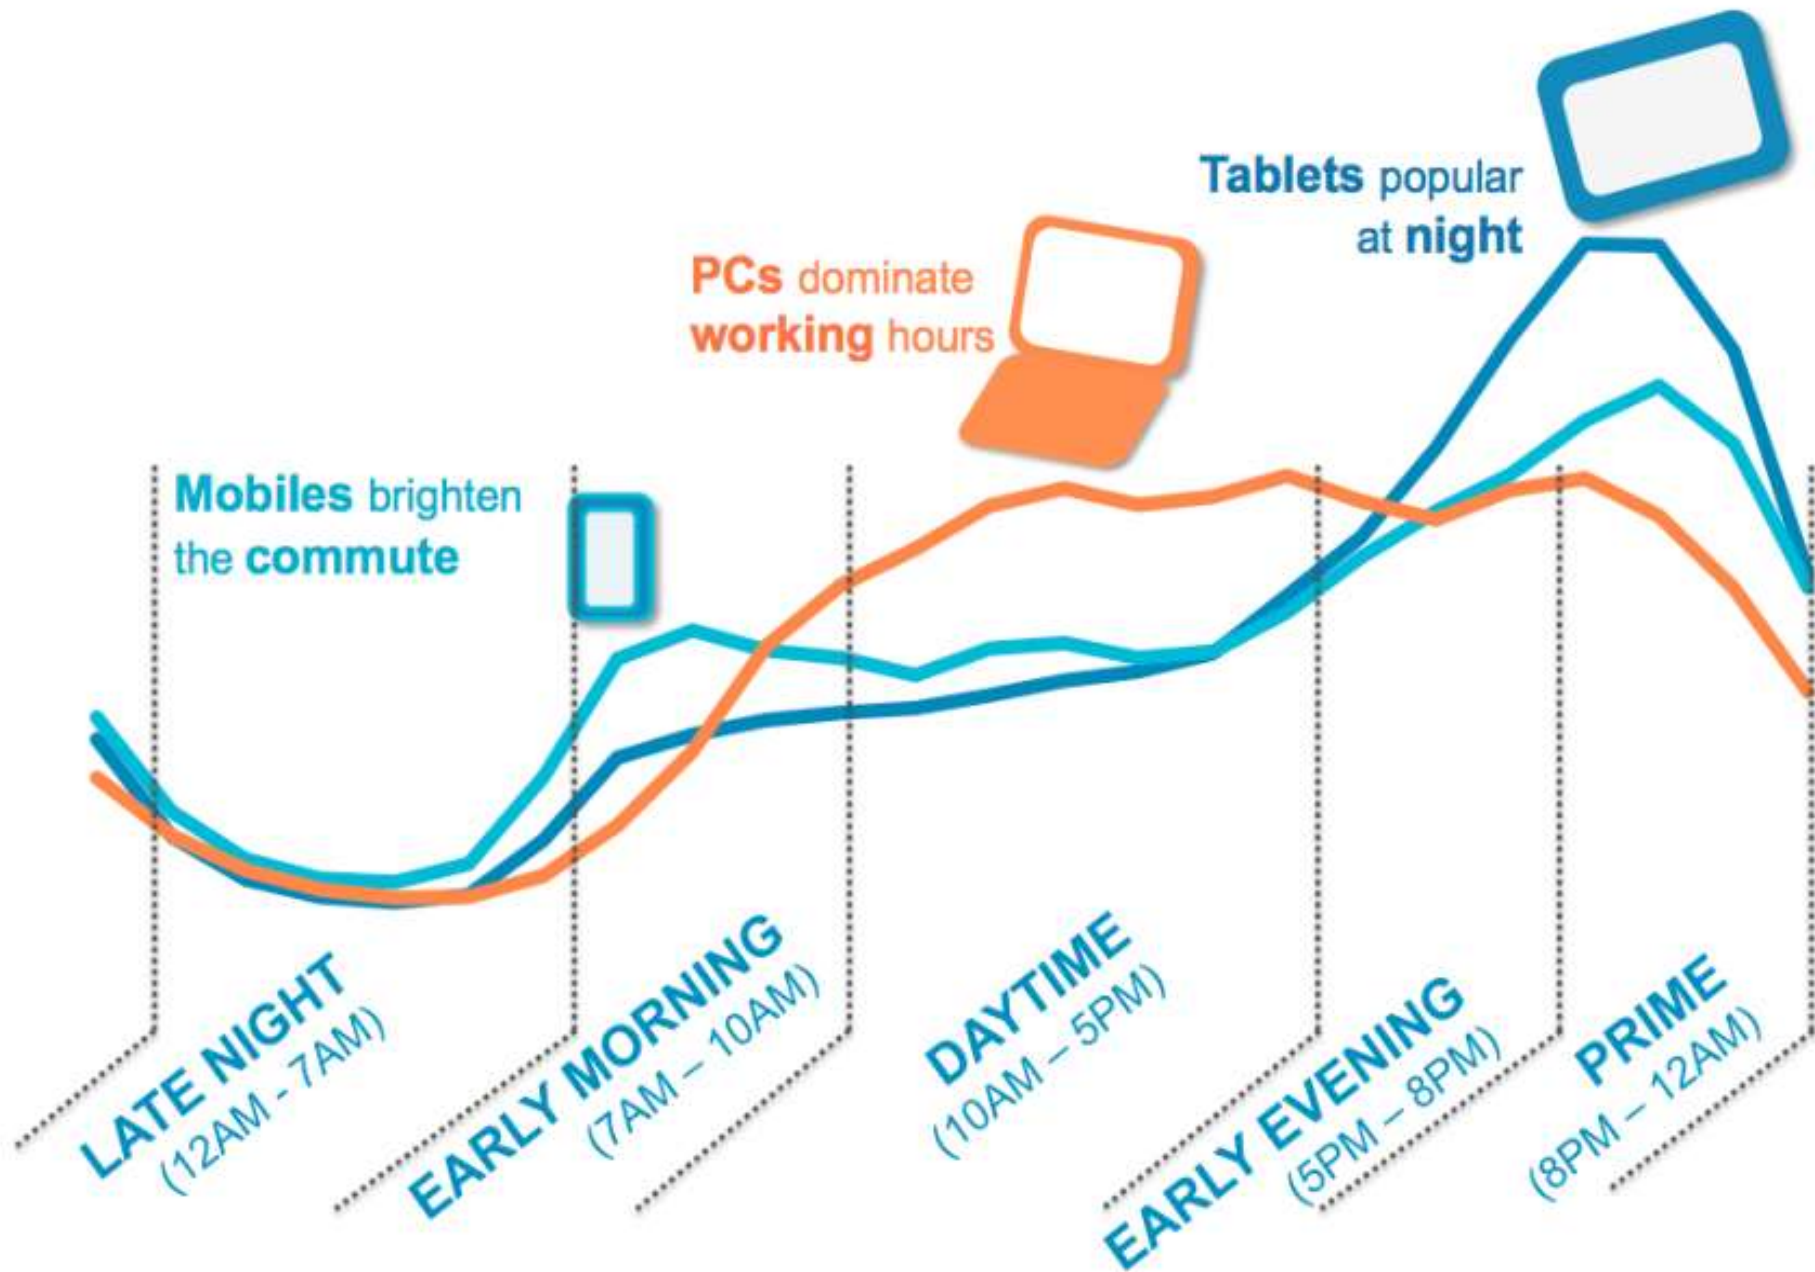 Tablets popular
at night
PCs dominate
working hours
Mobiles brighten
the commute
LATE NIGHT
(12AM - 7AM)
EARLY MORNING
(7AM – 10AM)
DAYTIME
(10AM – 5PM)
EARLY EVENING
(5PM – 8PM)
PRIME
(8PM – 12AM)